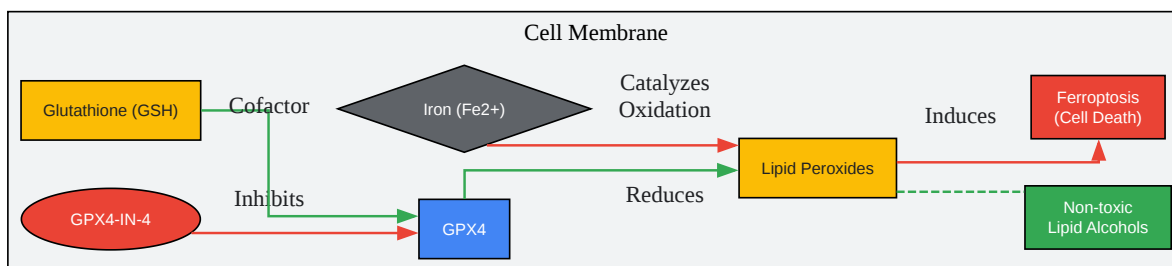 Cell Membrane
Glutathione (GSH)
Cofactor
Iron (Fe2+)
Catalyzes
Oxidation
Induces
Ferroptosis
(Cell Death)
Lipid Peroxides
GPX4-IN-4
Inhibits
GPX4
Reduces
Non-toxic
Lipid Alcohols